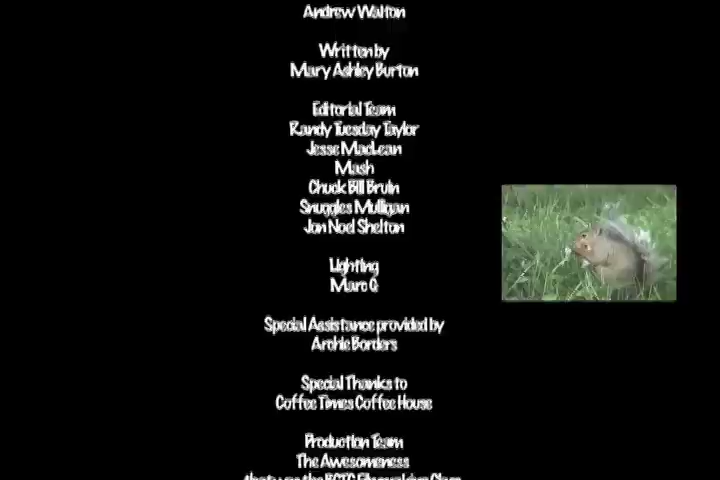 Andrew Walton
Written by
Mary Ashley Burton
Editorial Team
Randy Tuesday Taylor
Jesse MacLean
Mash
Chuck Bill Bruin
Snuggles Mulligan
Jon Noel Shelton
Lighting
Marc G
Special Assistance provided by
Archie Borders
Special Thanks to
Coffee Times Coffee House
Production Team
The Awesomeness